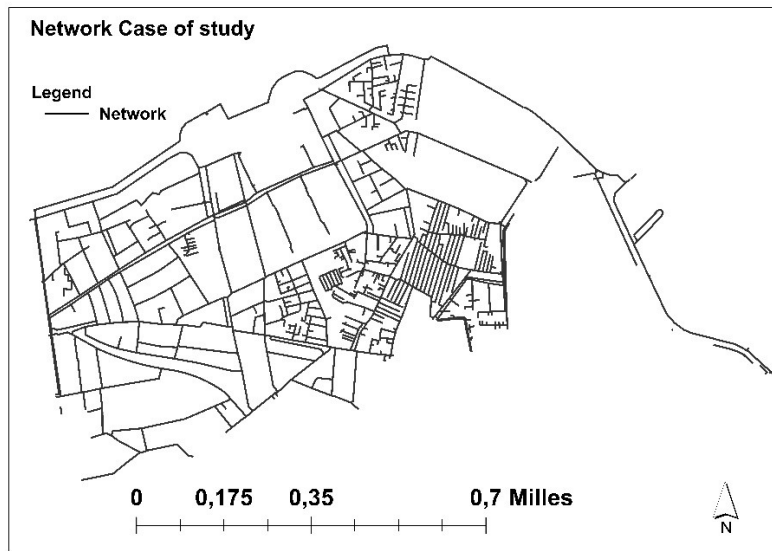 Network Case of study
Legend
Network
0 0,175 0,35 0,7 Milles
N